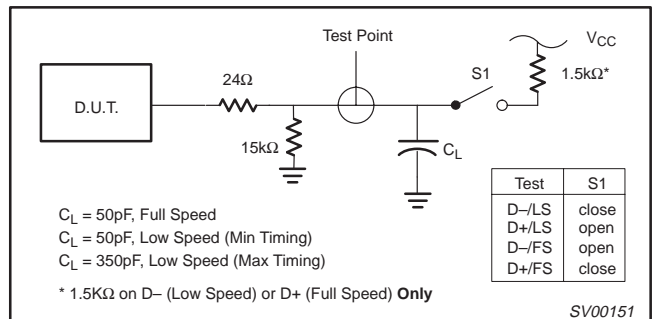 Test Point
VCC
S1
1.5kΩ*
24Ω
D.U.T.
15kΩ
CL
Test S1
D–/LS close
D+/LS open
D–/FS open
D+/FS close
CL = 50pF, Full Speed
CL = 50pF, Low Speed (Min Timing)
CL = 350pF, Low Speed (Max Timing)
* 1.5KΩ on D– (Low Speed) or D+ (Full Speed) Only
SV00151